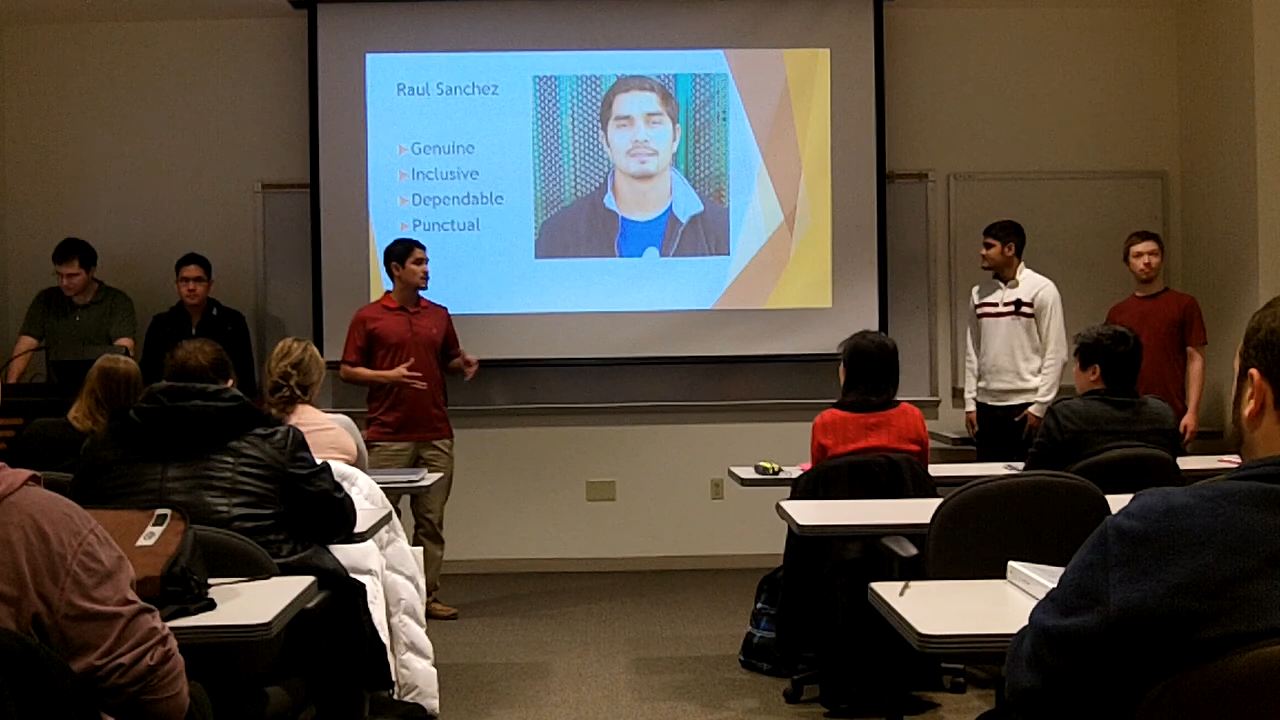 Raul Sanchez
Genuine
Inclusive
Dependable
Punctual